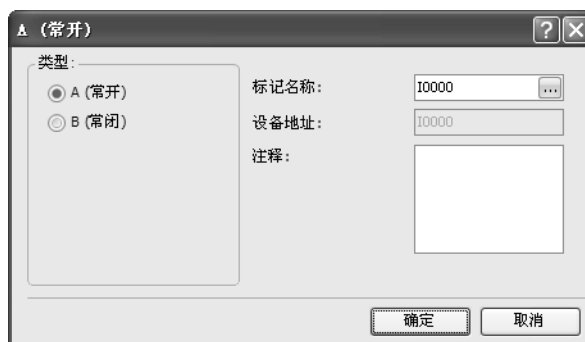 A (常开)
类型:
A (常开)
B (常闭)
标记名称: I0000 ...
设备地址: I0000
注释:
确定 取消